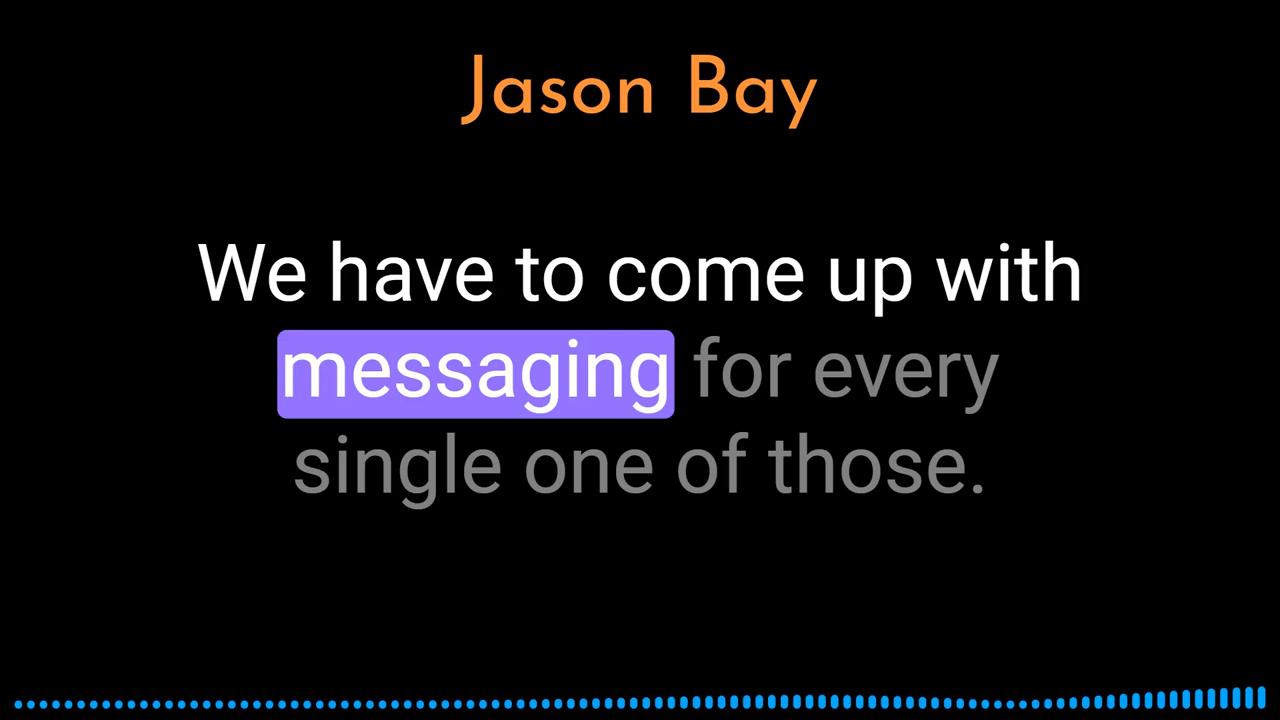 Jason Bay
We have to come up with
messaging for every
single one of those.